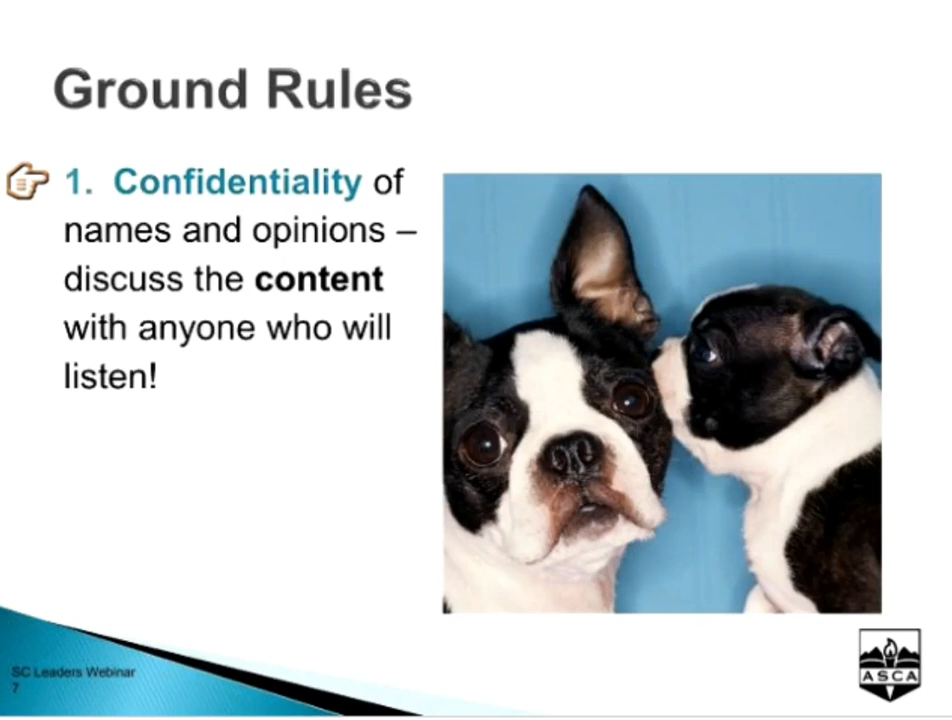 Ground Rules
1. Confidentiality of
names and opinions –
discuss the content
with anyone who will
listen!
SC Leaders Webinar
7
ASCA